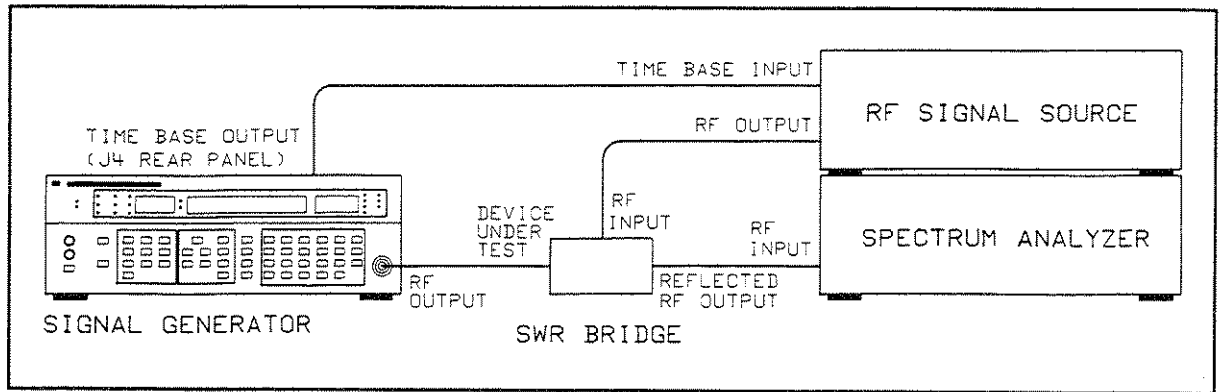 TIME BASE INPUT
RF OUTPUT
RF SIGNAL SOURCE
TIME BASE OUTPUT
(J4 REAR PANEL)
RF
INPUT
DEVICE
UNDER
TEST
RF
INPUT
SPECTRUM ANALYZER
RF
OUTPUT
REFLECTED
RF OUTPUT
SIGNAL GENERATOR
SWR BRIDGE